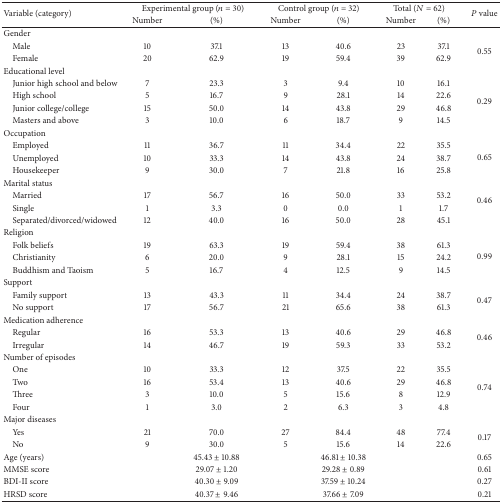 Variable (category) Experimental group (n = 30) Control group (n = 32) Total (N = 62) P value
Number (%) Number (%) Number (%)
Gender
Male 10 37.1 13 40.6 23 37.1
0.55
Female 20 62.9 19 59.4 39 62.9
Educational level
Junior high school and below 7 23.3 3 9.4 10 16.1
High school 5 16.7 9 28.1 14 22.6
0.29
Junior college/college 15 50.0 14 43.8 29 46.8
Masters and above 3 10.0 6 18.7 9 14.5
Occupation
Employed 11 36.7 11 34.4 22 35.5
Unemployed 10 33.3 14 43.8 24 38.7 0.65
Housekeeper 9 30.0 7 21.8 16 25.8
Marital status
Married 17 56.7 16 50.0 33 53.2
0.46
Single 1 3.3 0 0.0 1 1.7
Separated/divorced/widowed 12 40.0 16 50.0 28 45.1
Religion
Folk beliefs 19 63.3 19 59.4 38 61.3
Christianity 6 20.0 9 28.1 15 24.2 0.99
Buddhism and Taoism 5 16.7 4 12.5 9 14.5
Support
Family support 13 43.3 11 34.4 24 38.7
0.47
No support 17 56.7 21 65.6 38 61.3
Medication adherence
Regular 16 53.3 13 40.6 29 46.8
0.46
Irregular 14 46.7 19 59.3 33 53.2
Number of episodes
One 10 33.3 12 37.5 22 35.5
Two 16 53.4 13 40.6 29 46.8
0.74
Three 3 10.0 5 15.6 8 12.9
Four 1 3.0 2 6.3 3 4.8
Major diseases
Yes 21 70.0 27 84.4 48 77.4
0.17
No 9 30.0 5 15.6 14 22.6
Age (years) 45.43 ± 10.88 46.81 ± 10.38 0.65
MMSE score 29.07 ± 1.20 29.28 ± 0.89 0.61
BDI-II score 40.30 ± 9.09 37.59 ± 10.24 0.27
HRSD score 40.37 ± 9.46 37.66 ± 7.09 0.21